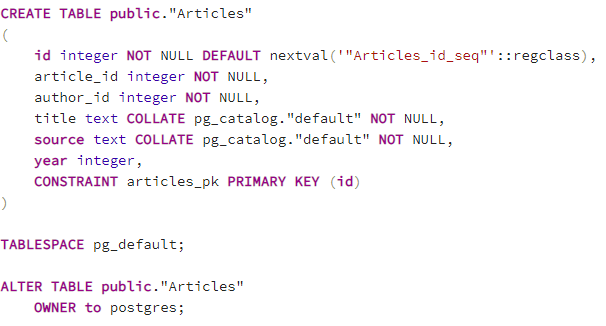 CREATE TABLE public."Articles"
(
    id integer NOT NULL DEFAULT nextval('"Articles_id_seq"'::regclass),
    article_id integer NOT NULL,
    author_id integer NOT NULL,
    title text COLLATE pg_catalog."default" NOT NULL,
    source text COLLATE pg_catalog."default" NOT NULL,
    year integer,
    CONSTRAINT articles_pk PRIMARY KEY (id)
)
TABLESPACE pg_default;
ALTER TABLE public."Articles"
    OWNER to postgres;